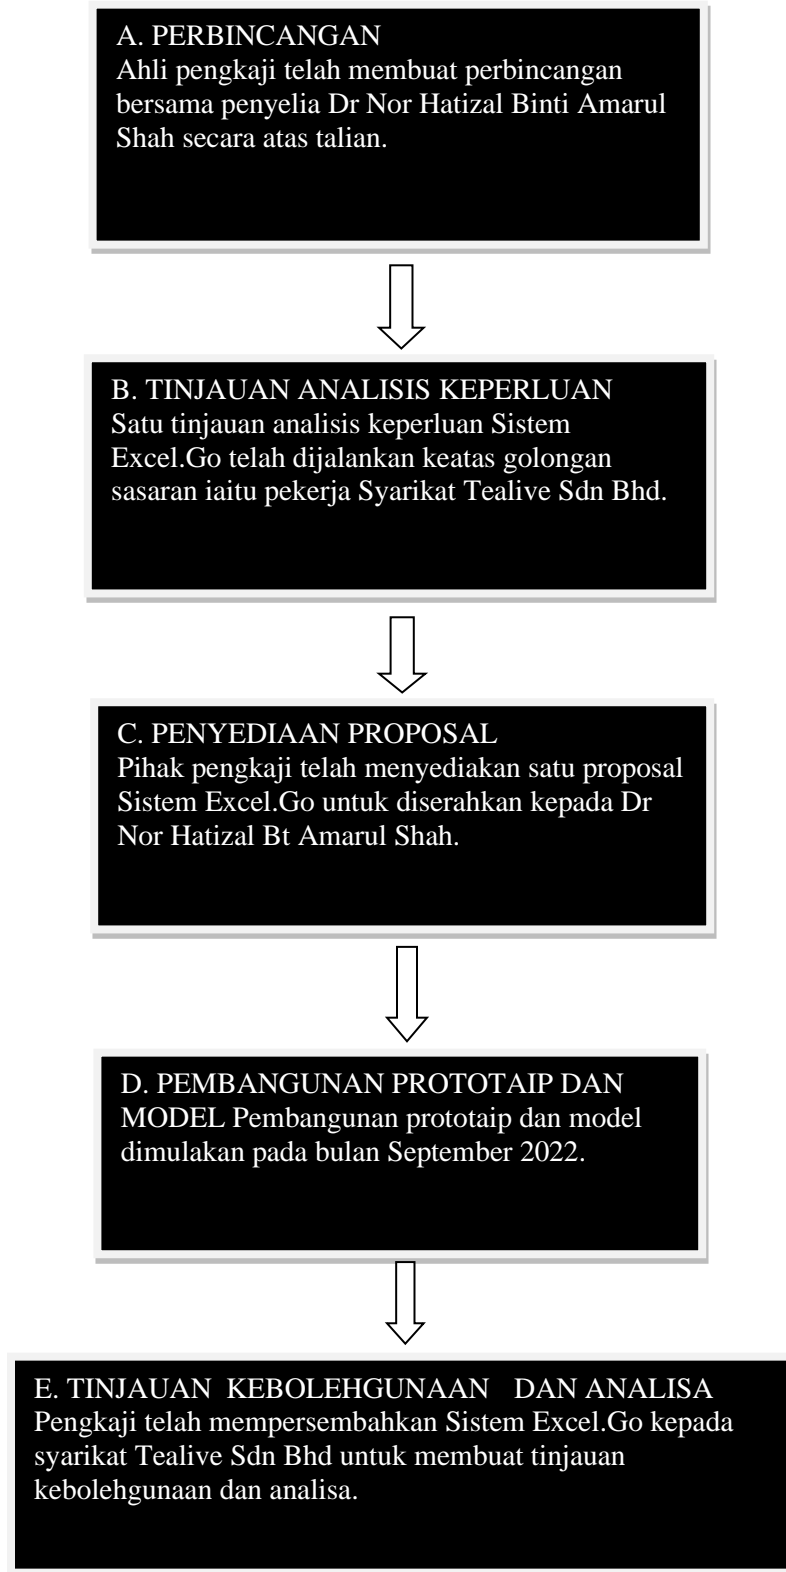 A. PERBINCANGAN
Ahli pengkaji telah membuat perbincangan
bersama penyelia Dr Nor Hatizal Binti Amarul
Shah secara atas talian.
B. TINJAUAN ANALISIS KEPERLUAN
Satu tinjauan analisis keperluan Sistem
Excel.Go telah dijalankan keatas golongan
sasaran iaitu pekerja Syarikat Tealive Sdn Bhd.
C. PENYEDIAAN PROPOSAL
Pihak pengkaji telah menyediakan satu proposal
Sistem Excel.Go untuk diserahkan kepada Dr
Nor Hatizal Bt Amarul Shah.
D. PEMBANGUNAN PROTOTAIP DAN
MODEL Pembangunan prototaip dan model
dimulakan pada bulan September 2022.
E. TINJAUAN KEBOLEHGUNAAN DAN ANALISA
Pengkaji telah mempersembahkan Sistem Excel.Go kepada
syarikat Tealive Sdn Bhd untuk membuat tinjauan
kebolehgunaan dan analisa.